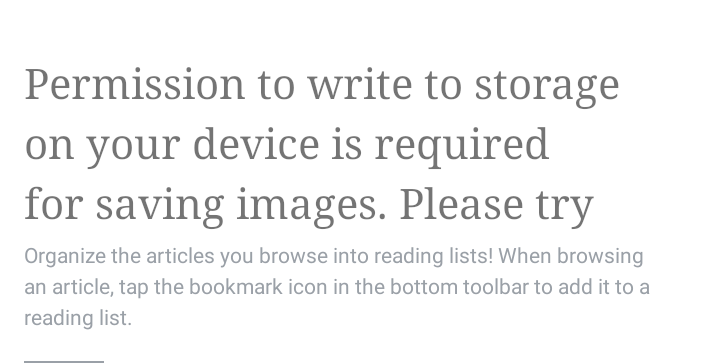 Permission to write to storage
on your device is required
for saving images. Please try
Organize the articles you browse into reading lists! When browsing
an article, tap the bookmark icon in the bottom toolbar to add it to a
reading list.